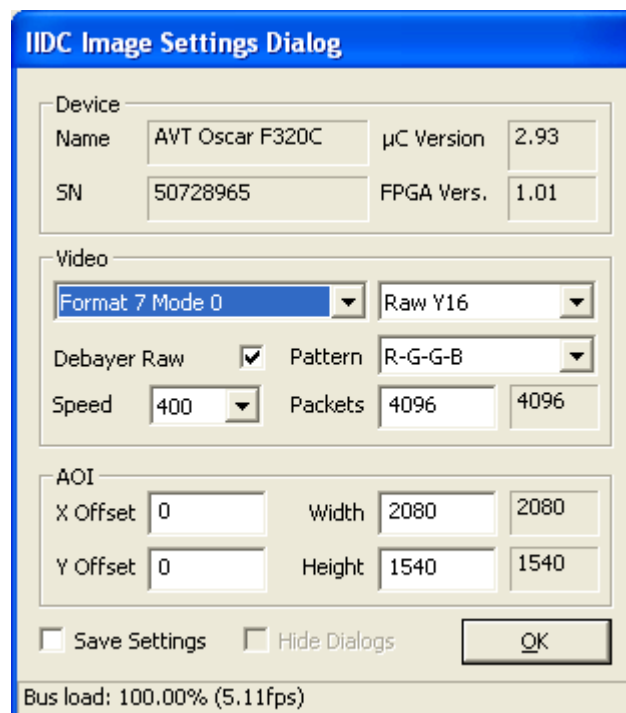 IIDC Image Settings Dialog
Device
Name AVT Oscar F320C µC Version 2.93
SN 50728965 FPGA Vers. 1.01
Video
Format 7 Mode 0 Raw Y16
Debayer Raw Pattern R-G-G-B
Speed 400 Packets 4096 4096
AOI
X Offset 0 Width 2080 2080
Y Offset 0 Height 1540 1540
Save Settings Hide Dialogs OK
Bus load: 100.00% (5.11fps)